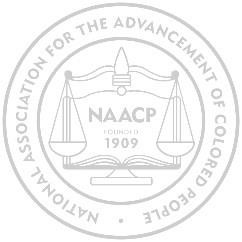 NATIONAL ASSOCIATION FOR THE ADVANCEMENT OF COLORED PEOPLE
NAACP
FOUNDED
1909